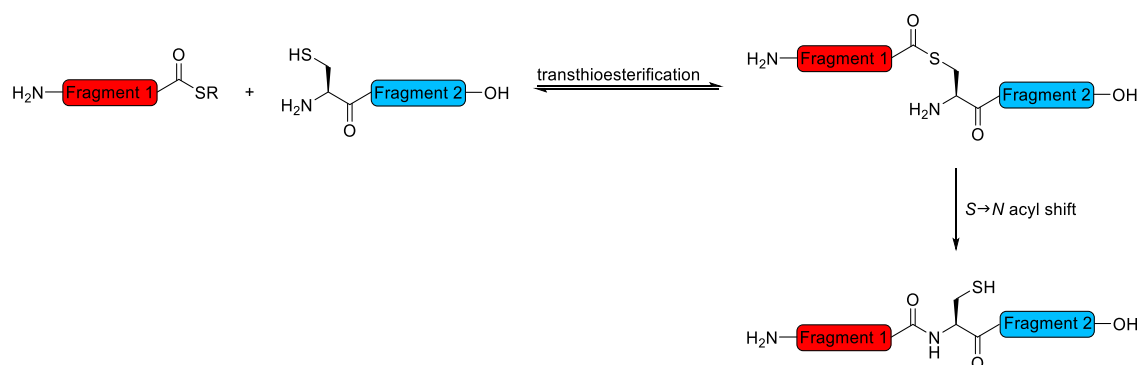 H2N
Fragment 1
O
SR
+
HS
H2N
O
Fragment 2
OH
transthioesterification
H2N
Fragment 1
O
S
H2N
O
Fragment 2
OH
S→N acyl shift
H2N
Fragment 1
O
N
H
SH
O
Fragment 2
OH